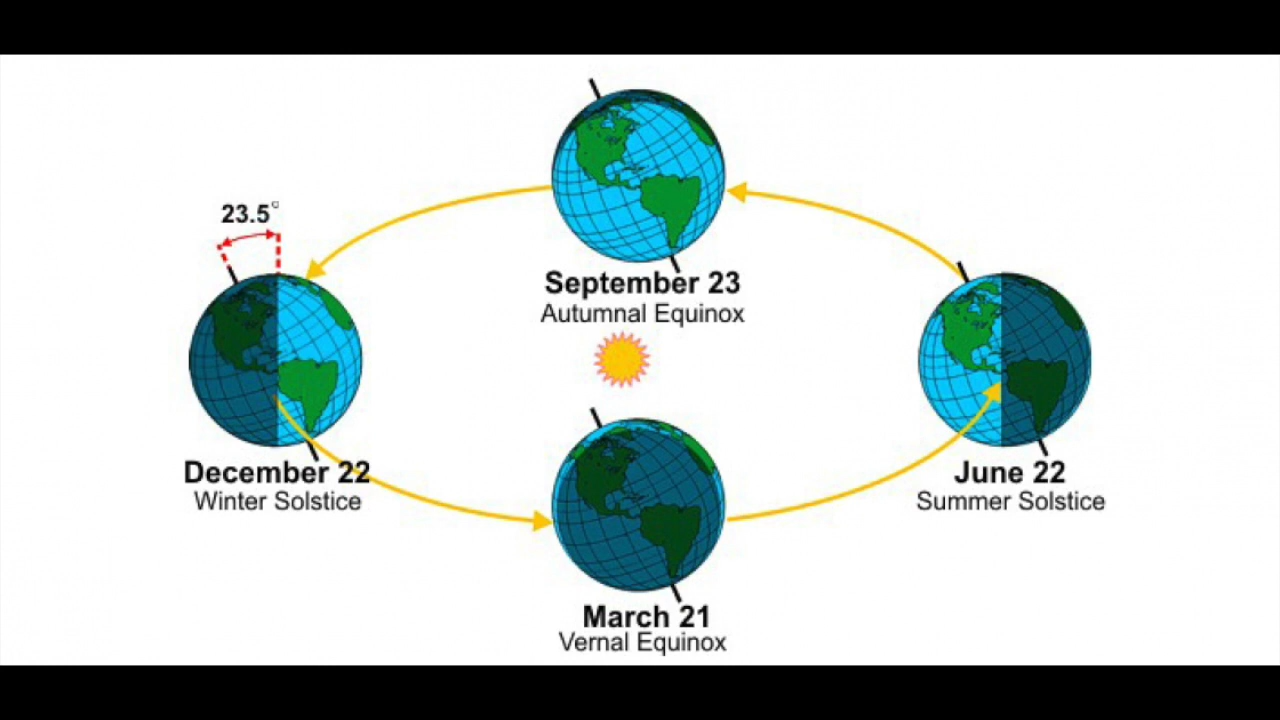 September 23
Autumnal Equinox
23.5°
December 22
Winter Solstice
June 22
Summer Solstice
March 21
Vernal Equinox